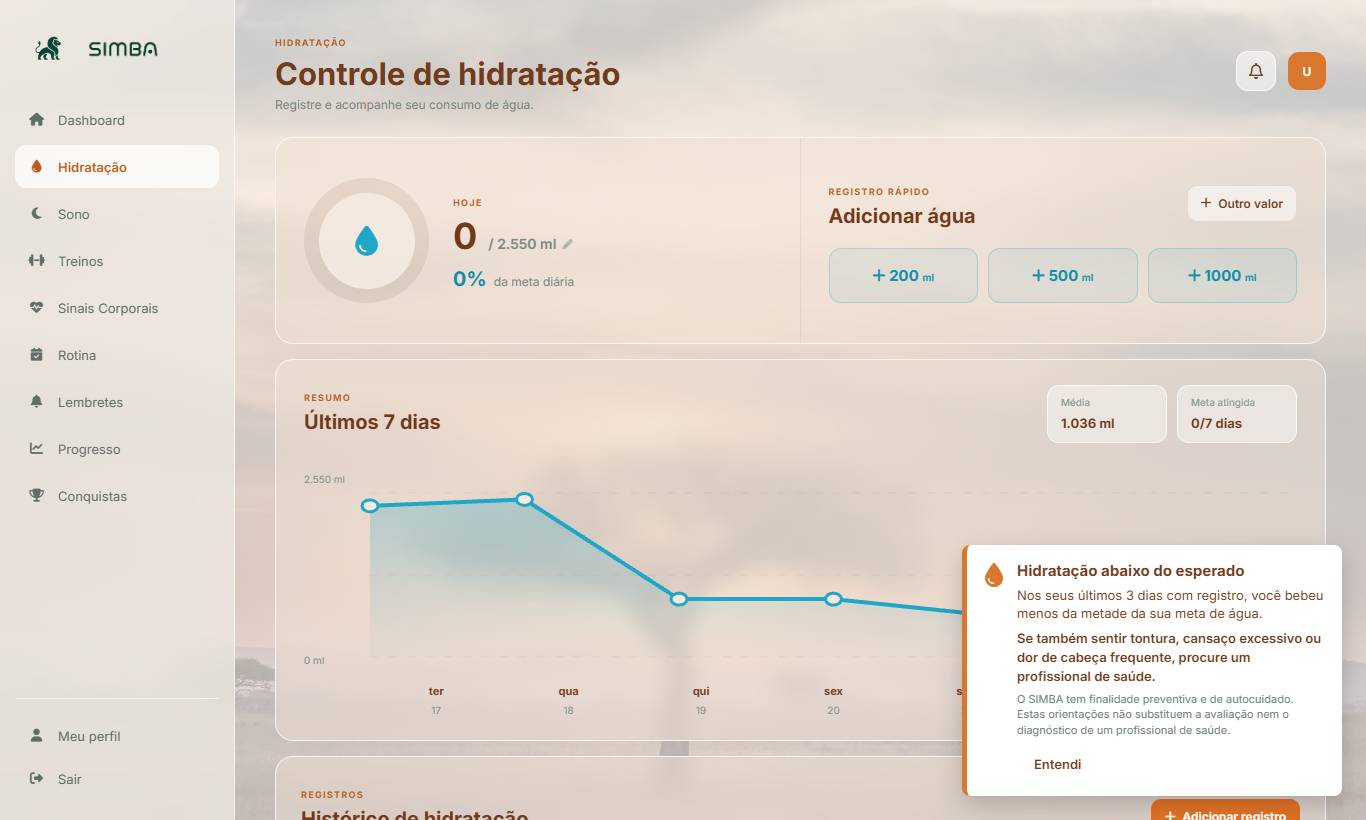 SIMBA
Dashboard
Hidratação
Sono
Treinos
Sinais Corporais
Rotina
Lembretes
Progresso
Conquistas
Meu perfil
Sair
HIDRATAÇÃO
Controle de hidratação
Registre e acompanhe seu consumo de água.
U
HOJE
0 / 2.550 ml
0% da meta diária
REGISTRO RÁPIDO
Adicionar água
+ Outro valor
+ 200 ml
+ 500 ml
+ 1000 ml
RESUMO
Últimos 7 dias
Média
1.036 ml
Meta atingida
0/7 dias
2.550 ml
0 ml
ter
17
qua
18
qui
19
sex
20
Hidratação abaixo do esperado
Nos seus últimos 3 dias com registro, você bebeu
menos da metade da sua meta de água.
Se também sentir tontura, cansaço excessivo ou
dor de cabeça frequente, procure um
profissional de saúde.
O SIMBA tem finalidade preventiva e de autocuidado.
Estas orientações não substituem a avaliação nem o
diagnóstico de um profissional de saúde.
Entendi
REGISTROS
Histórico de hidratação
+ Adicionar registro